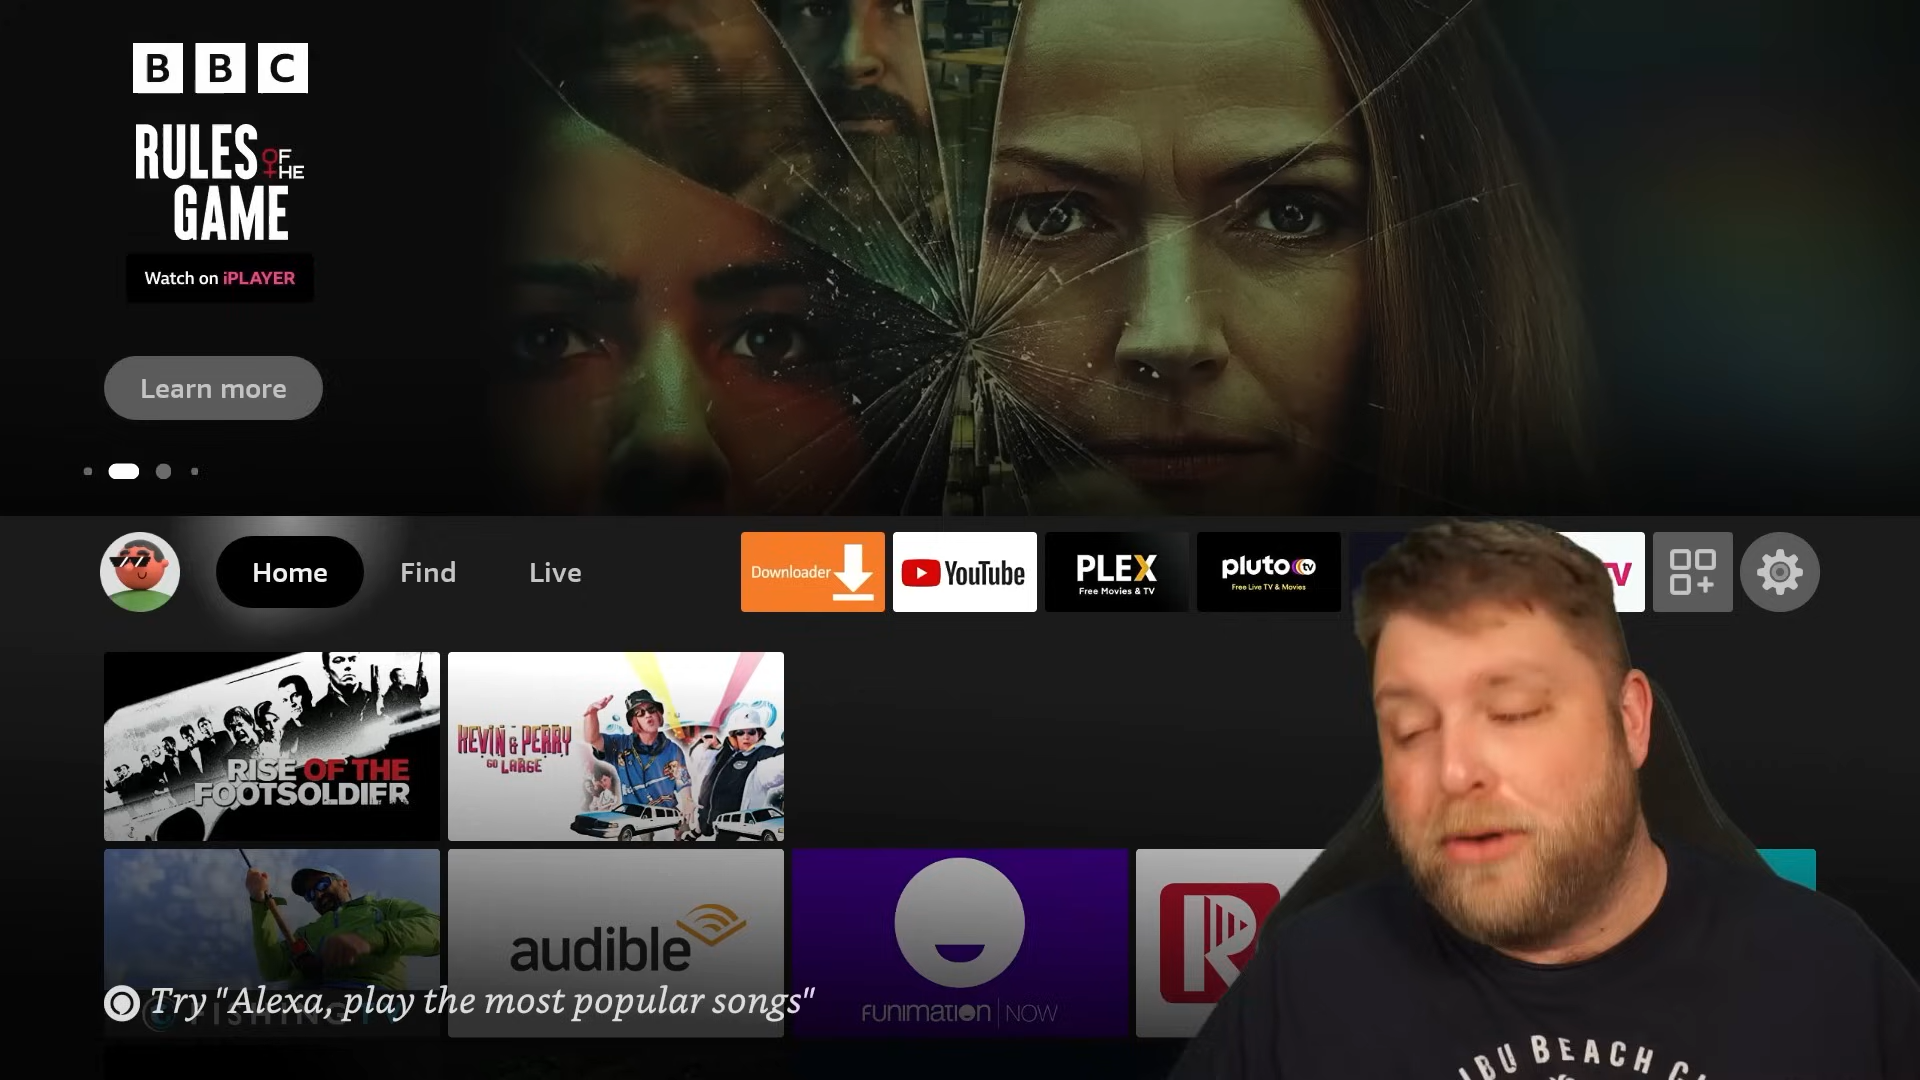 BBC
RULES OF THE
GAME
Watch on iPLAYER
Learn more
Home
Find
Live
Downloader
YouTube
PLEX
Free Movies & TV
pluto tv
Free Live TV & Movies
RISE OF THE
FOOTSOLDIER
KEVIN & PERRY
GO LARGE
audible
FUNIMATION | NOW
R
FISHING
Try "Alexa, play the most popular songs"
BEACH